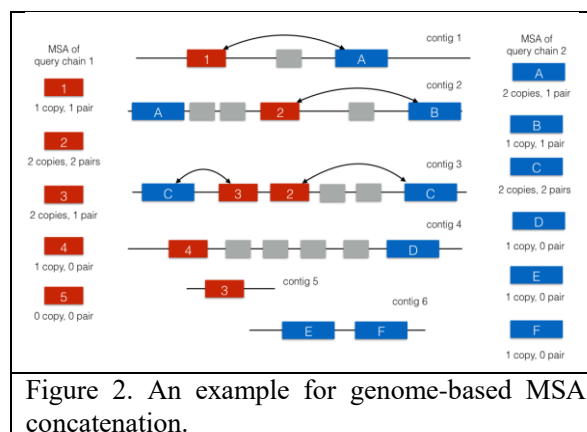 MSA of
query chain 1
1
1 copy, 1 pair
2
2 copies, 2 pairs
3
2 copies, 1 pair
4
1 copy, 0 pair
5
0 copy, 0 pair
contig 1
1 A
contig 2
A 2 B
contig 3
C 3 2 C
contig 4
4 D
contig 5
3
contig 6
E F
MSA of
query chain 2
A
2 copies, 1 pair
B
1 copy, 1 pair
C
2 copies, 2 pairs
D
1 copy, 0 pair
E
1 copy, 0 pair
F
1 copy, 0 pair
Figure 2. An example for genome-based MSA
concatenation.